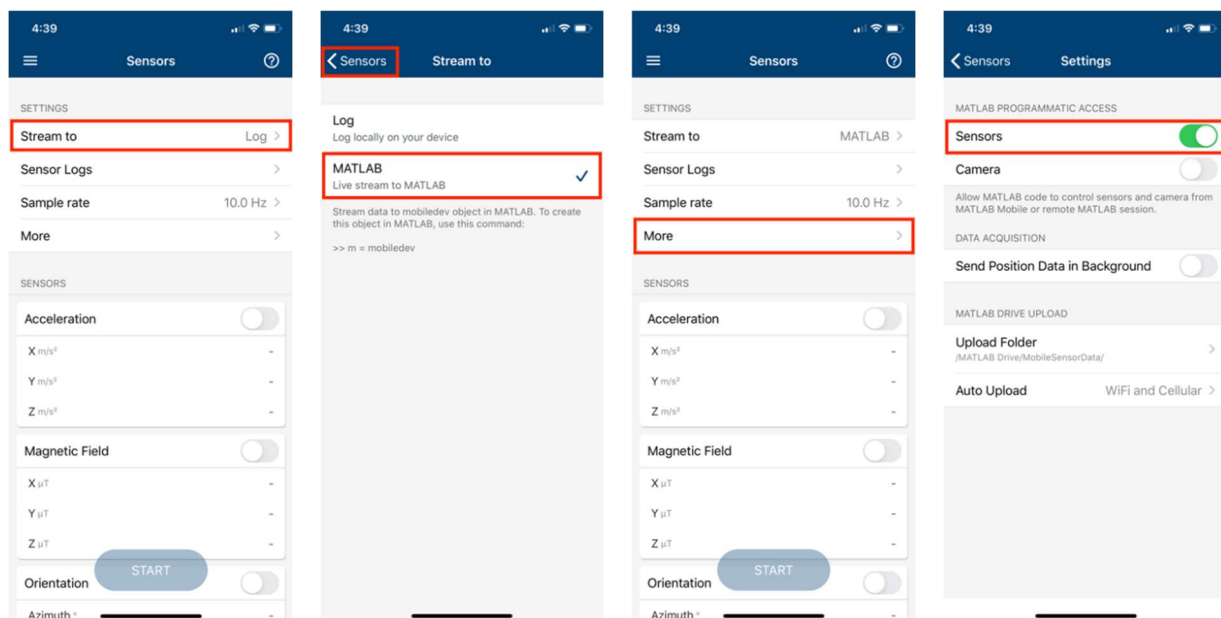 4:39
Sensors
SETTINGS
Stream to Log
Sensor Logs
Sample rate 10.0 Hz
More
SENSORS
Acceleration
X m/s² -
Y m/s² -
Z m/s² -
Magnetic Field
X μT -
Y μT -
Z μT -
START
Orientation
Azimuth ° -
4:39
Sensors Stream to
Log
Log locally on your device
MATLAB
Live stream to MATLAB
Stream data to mobiledev object in MATLAB. To create
this object in MATLAB, use this command:
>> m = mobiledev
4:39
Sensors
SETTINGS
Stream to MATLAB
Sensor Logs
Sample rate 10.0 Hz
More
SENSORS
Acceleration
X m/s² -
Y m/s² -
Z m/s² -
Magnetic Field
X μT -
Y μT -
Z μT -
START
Orientation
Azimuth ° -
4:39
Sensors Settings
MATLAB PROGRAMMATIC ACCESS
Sensors
Camera
Allow MATLAB code to control sensors and camera from
MATLAB Mobile or remote MATLAB session.
DATA ACQUISITION
Send Position Data in Background
MATLAB DRIVE UPLOAD
Upload Folder
/MATLAB Drive/MobileSensorData/
Auto Upload WiFi and Cellular